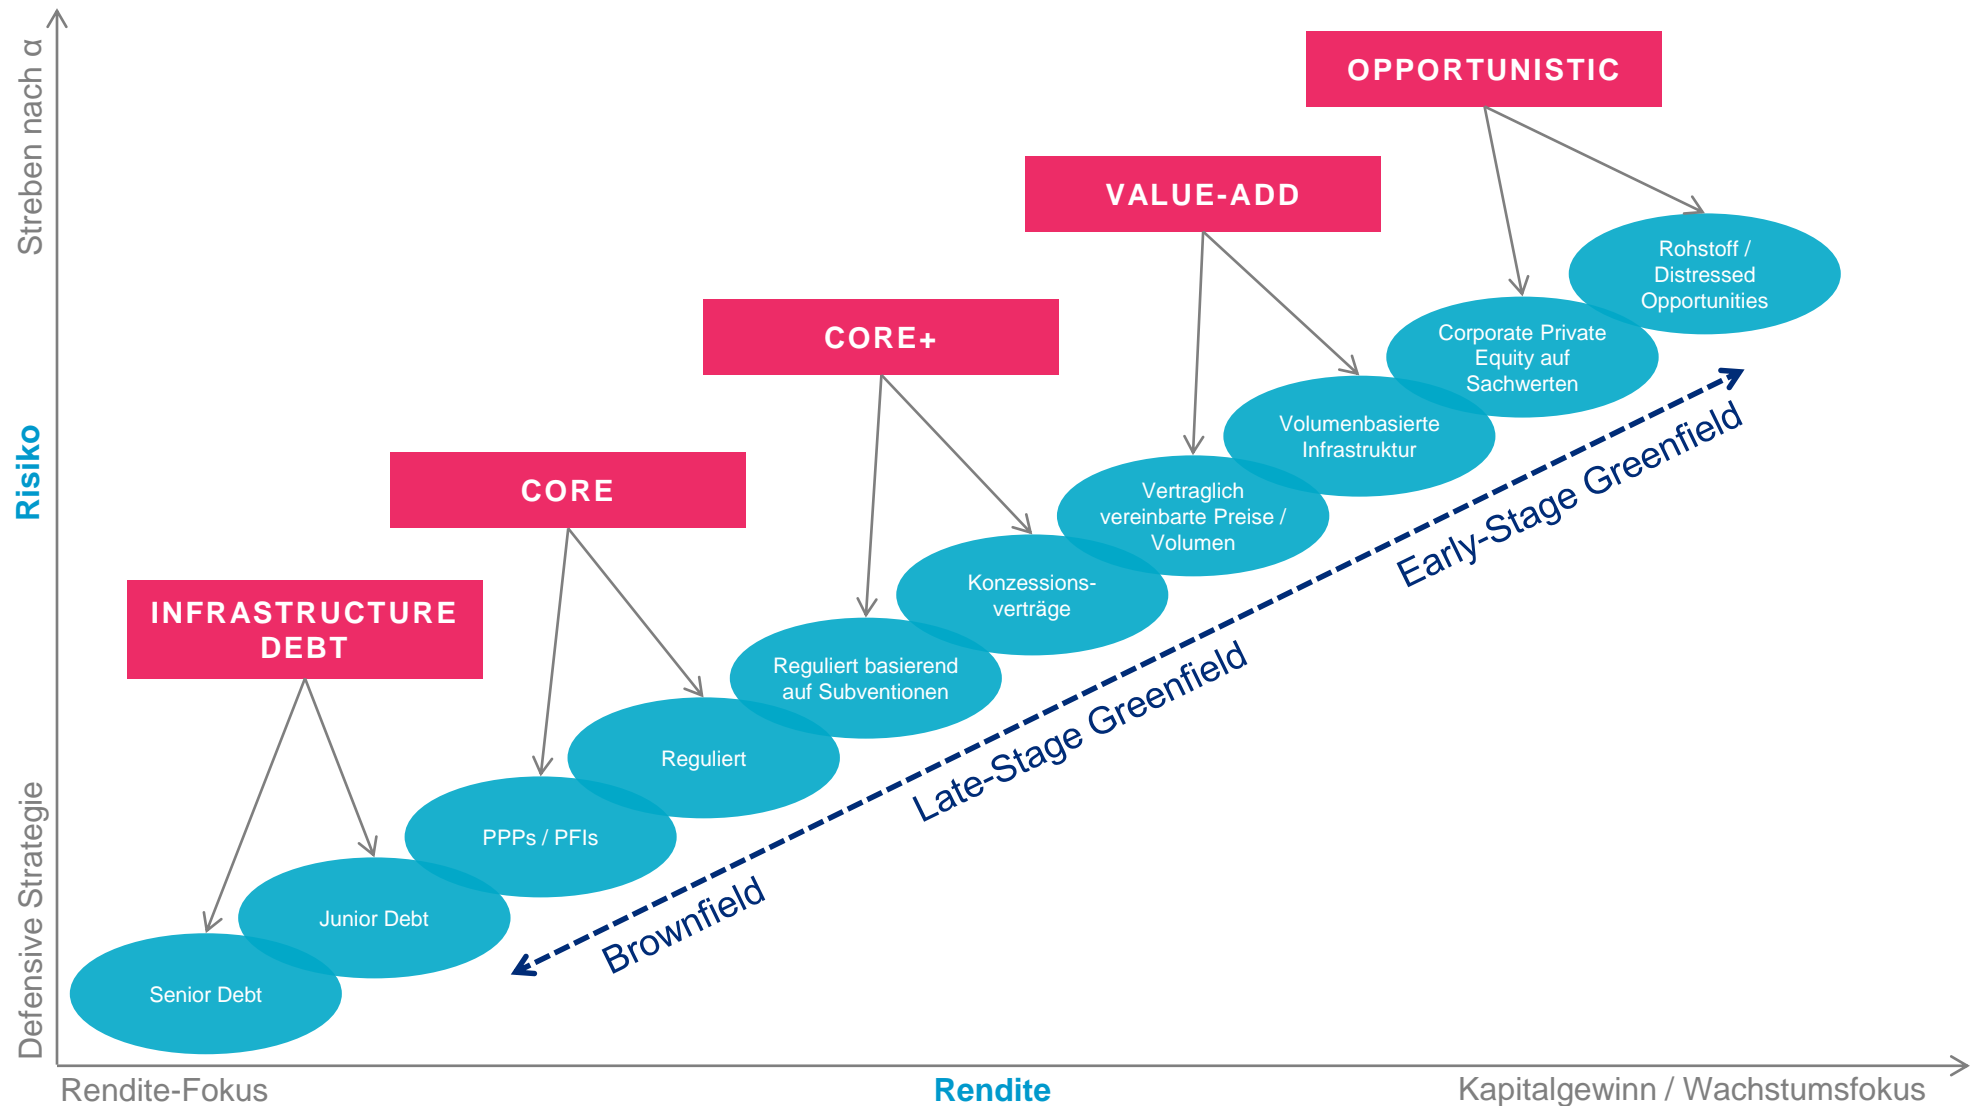 Streben nach α
Risiko
Defensive Strategie
OPPORTUNISTIC
VALUE-ADD
CORE+
CORE
INFRASTRUCTURE
DEBT
Rohstoff /
Distressed
Opportunities
Corporate Private
Equity auf
Sachwerten
Volumenbasierte
Infrastruktur
Vertraglich
vereinbarte Preise /
Volumen
Konzessions-
verträge
Reguliert basierend
auf Subventionen
Reguliert
PPPs / PFIs
Junior Debt
Senior Debt
Early-Stage Greenfield
Late-Stage Greenfield
Brownfield
Rendite-Fokus
Rendite
Kapitalgewinn / Wachstumsfokus